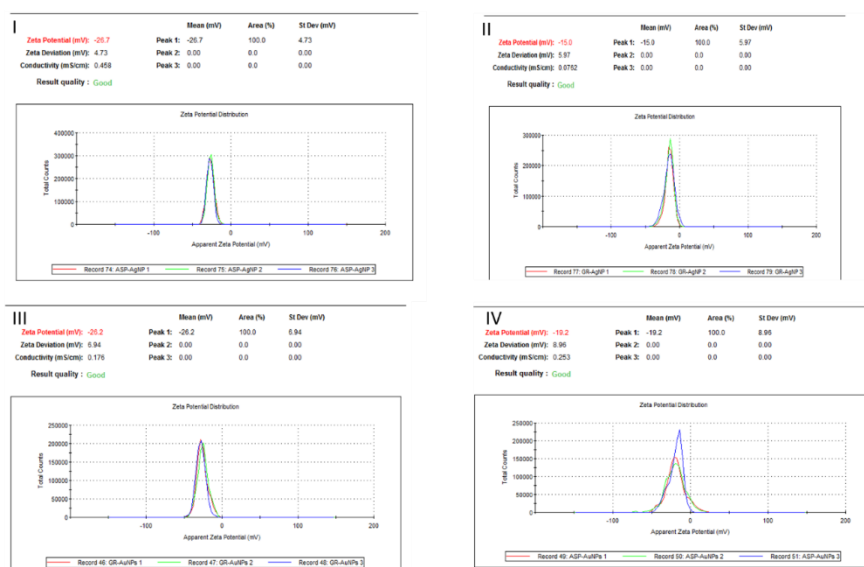 I
Mean (mV) Area (%) St Dev (mV)
Zeta Potential (mV): -26.7 Peak 1: -26.7 100.0 4.73
Zeta Deviation (mV): 4.73 Peak 2: 0.00 0.0 0.00
Conductivity (mS/cm): 0.458 Peak 3: 0.00 0.0 0.00
Result quality : Good
Zeta Potential Distribution
400000
300000
200000
100000
0
Total Counts
-100 0 100 200
Apparent Zeta Potential (mV)
Record 74: ASP-AgNP 1 Record 75: ASP-AgNP 2 Record 76: ASP-AgNP 3
II
Mean (mV) Area (%) St Dev (mV)
Zeta Potential (mV): -15.0 Peak 1: -15.0 100.0 5.97
Zeta Deviation (mV): 5.97 Peak 2: 0.00 0.0 0.00
Conductivity (mS/cm): 0.0762 Peak 3: 0.00 0.0 0.00
Result quality : Good
Zeta Potential Distribution
300000
200000
100000
0
Total Counts
-100 0 100 200
Apparent Zeta Potential (mV)
Record 77: GR-AgNP 1 Record 78: GR-AgNP 2 Record 79: GR-AgNP 3
III
Mean (mV) Area (%) St Dev (mV)
Zeta Potential (mV): -26.2 Peak 1: -26.2 100.0 6.94
Zeta Deviation (mV): 6.94 Peak 2: 0.00 0.0 0.00
Conductivity (mS/cm): 0.176 Peak 3: 0.00 0.0 0.00
Result quality : Good
Zeta Potential Distribution
250000
200000
150000
100000
50000
0
Total Counts
-100 0 100 200
Apparent Zeta Potential (mV)
Record 46: GR-AuNPs 1 Record 47: GR-AuNPs 2 Record 48: GR-AuNPs 3
IV
Mean (mV) Area (%) St Dev (mV)
Zeta Potential (mV): -19.2 Peak 1: -19.2 100.0 8.96
Zeta Deviation (mV): 8.96 Peak 2: 0.00 0.0 0.00
Conductivity (mS/cm): 0.253 Peak 3: 0.00 0.0 0.00
Result quality : Good
Zeta Potential Distribution
250000
200000
150000
100000
50000
0
Total Counts
-100 0 100 200
Apparent Zeta Potential (mV)
Record 49: ASP-AuNPs 1 Record 50: ASP-AuNPs 2 Record 51: ASP-AuNPs 3